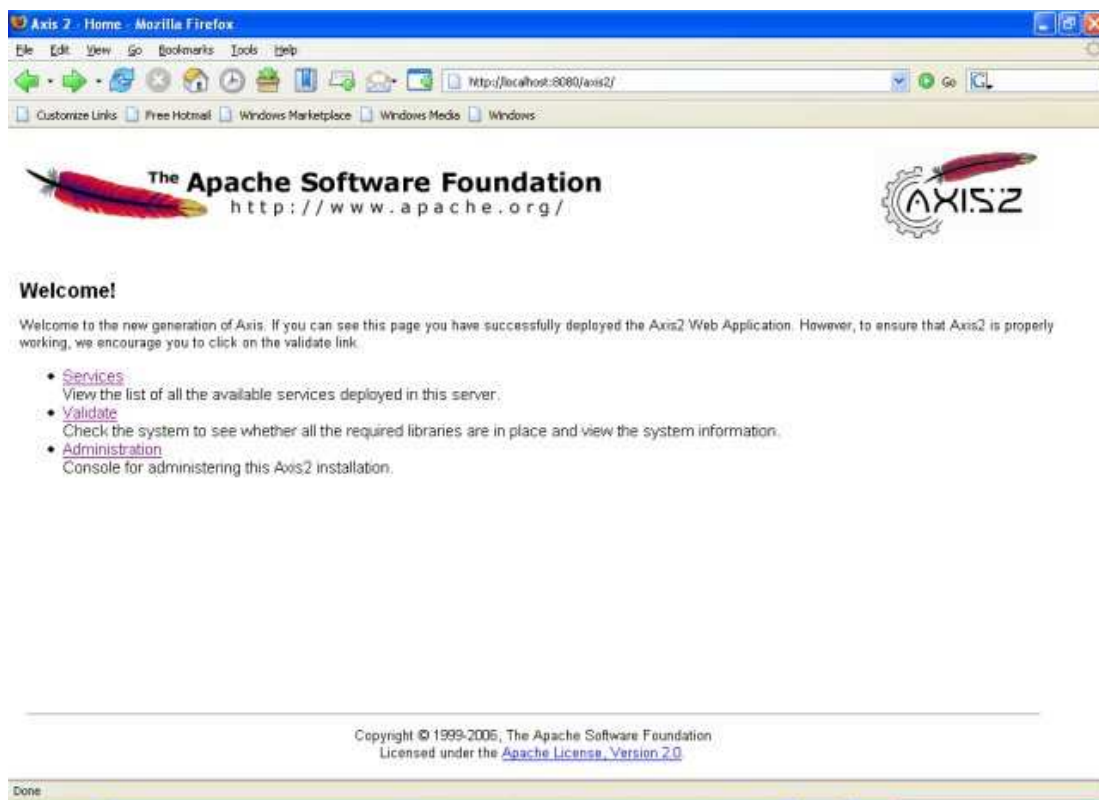 Axis 2 - Home - Mozilla Firefox
File Edit View Go Bookmarks Tools Help
http://localhost:8080/axis2/
Go
Customize Links Free Hotmail Windows Marketplace Windows Media Windows
The Apache Software Foundation
http://www.apache.org/
AXIS2
Welcome!
Welcome to the new generation of Axis. If you can see this page you have successfully deployed the Axis2 Web Application. However, to ensure that Axis2 is properly
working, we encourage you to click on the validate link.
• Services
View the list of all the available services deployed in this server.
• Validate
Check the system to see whether all the required libraries are in place and view the system information.
• Administration
Console for administering this Axis2 installation.
Copyright © 1999-2006, The Apache Software Foundation
Licensed under the Apache License, Version 2.0.
Done